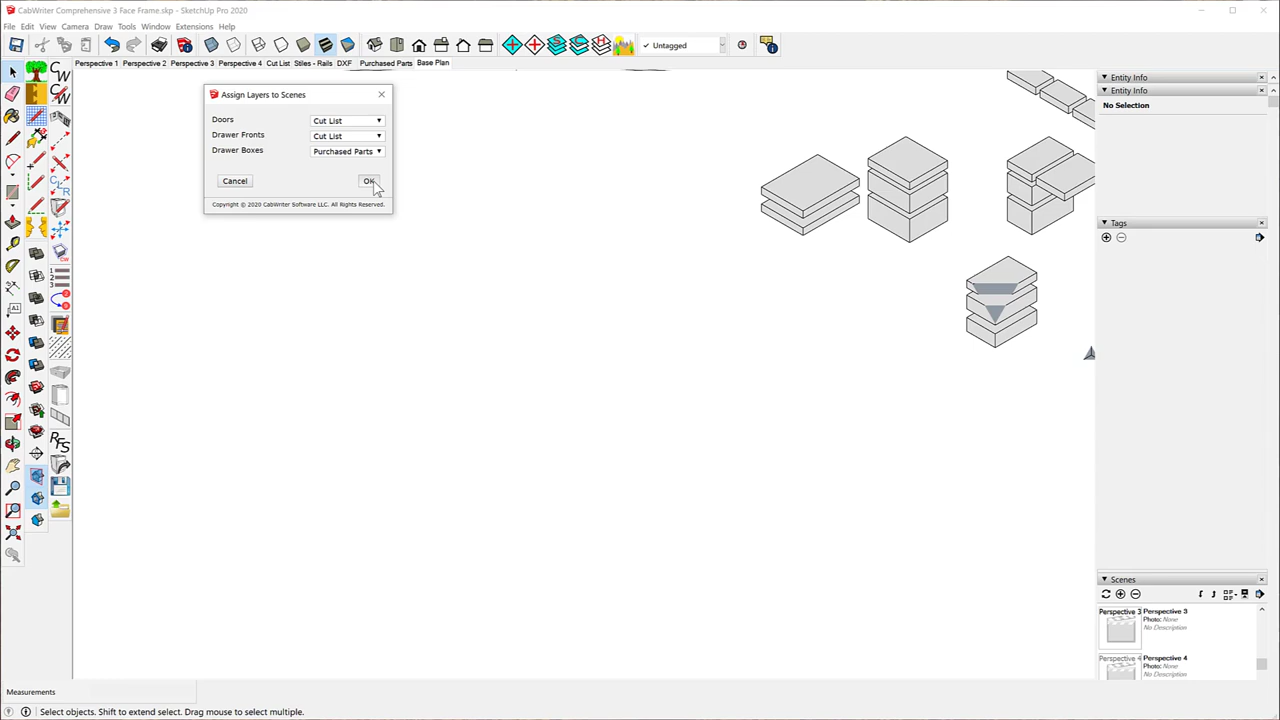 CabWriter Comprehensive 3 Face Frame.skp - SketchUp Pro 2020
File Edit View Camera Draw Tools Window Extensions Help
Untagged
Perspective 1 Perspective 2 Perspective 3 Perspective 4 Cut List Stiles - Rails DXF Purchased Parts Base Plan
Assign Layers to Scenes
Doors Cut List
Drawer Fronts Cut List
Drawer Boxes Purchased Parts
Cancel OK
Copyright © 2020 CabWriter Software LLC. All Rights Reserved.
Entity Info
Entity Info
No Selection
Tags
Scenes
Perspective 3 Perspective 3
Photo: None
No Description
Perspective 4 Perspective 4
Photo: None
No Description
Measurements
Select objects. Shift to extend select. Drag mouse to select multiple.